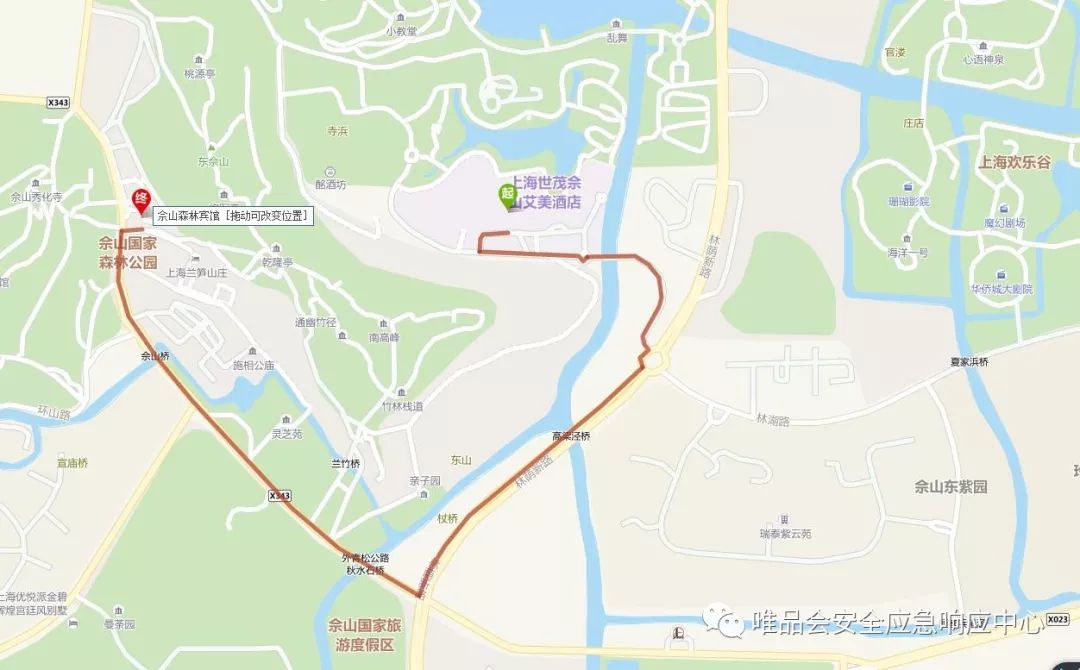 小教堂
乱舞
官溇
心语神泉
桃源亭
X343
寺浜
庄店
东佘山
上海欢乐谷
酩酒坊
上海世茂佘
山艾美酒店
起
终
佘山秀化寺
佘山森林宾馆 [拖动可改变位置]
珊瑚影院
魔幻剧场
佘山国家
森林公园
乾隆亭
林荫新路
海洋一号
上海兰笋山庄
华侨城大剧院
馆
通幽竹径
南高峰
佘山桥
施相公庙
夏家浜桥
环山路
竹林栈道
林湖路
灵芝苑
高梁泾桥
宣庙桥
兰竹桥
东山
林荫新路
亲子园
佘山东紫园
X343
杖桥
瑞泰紫云苑
外青松公路
秋水石桥
上海优悦派金碧
辉煌宫廷风别墅
曼荼园
佘山国家旅
游度假区
唯品会安全应急响应中心
X023